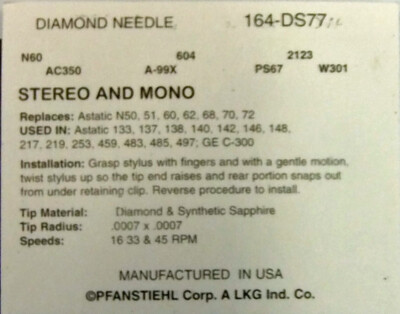 DIAMOND NEEDLE 164-DS77
N60 604 2123
AC350 A-99X PS67 W301
STEREO AND MONO
Replaces: Astatic N50, 51, 60, 62, 68, 70, 72
USED IN: Astatic 133, 137, 138, 140, 142, 146, 148,
217, 219, 253, 459, 483, 485, 497; GE C-300
Installation: Grasp stylus with fingers and with a gentle motion,
twist stylus up so the tip end raises and rear portion snaps out
from under retaining clip. Reverse procedure to install.
Tip Material: Diamond & Synthetic Sapphire
Tip Radius: .0007 x .0007
Speeds: 16 33 & 45 RPM
MANUFACTURED IN USA
©PFANSTIEHL Corp. A LKG Ind. Co.